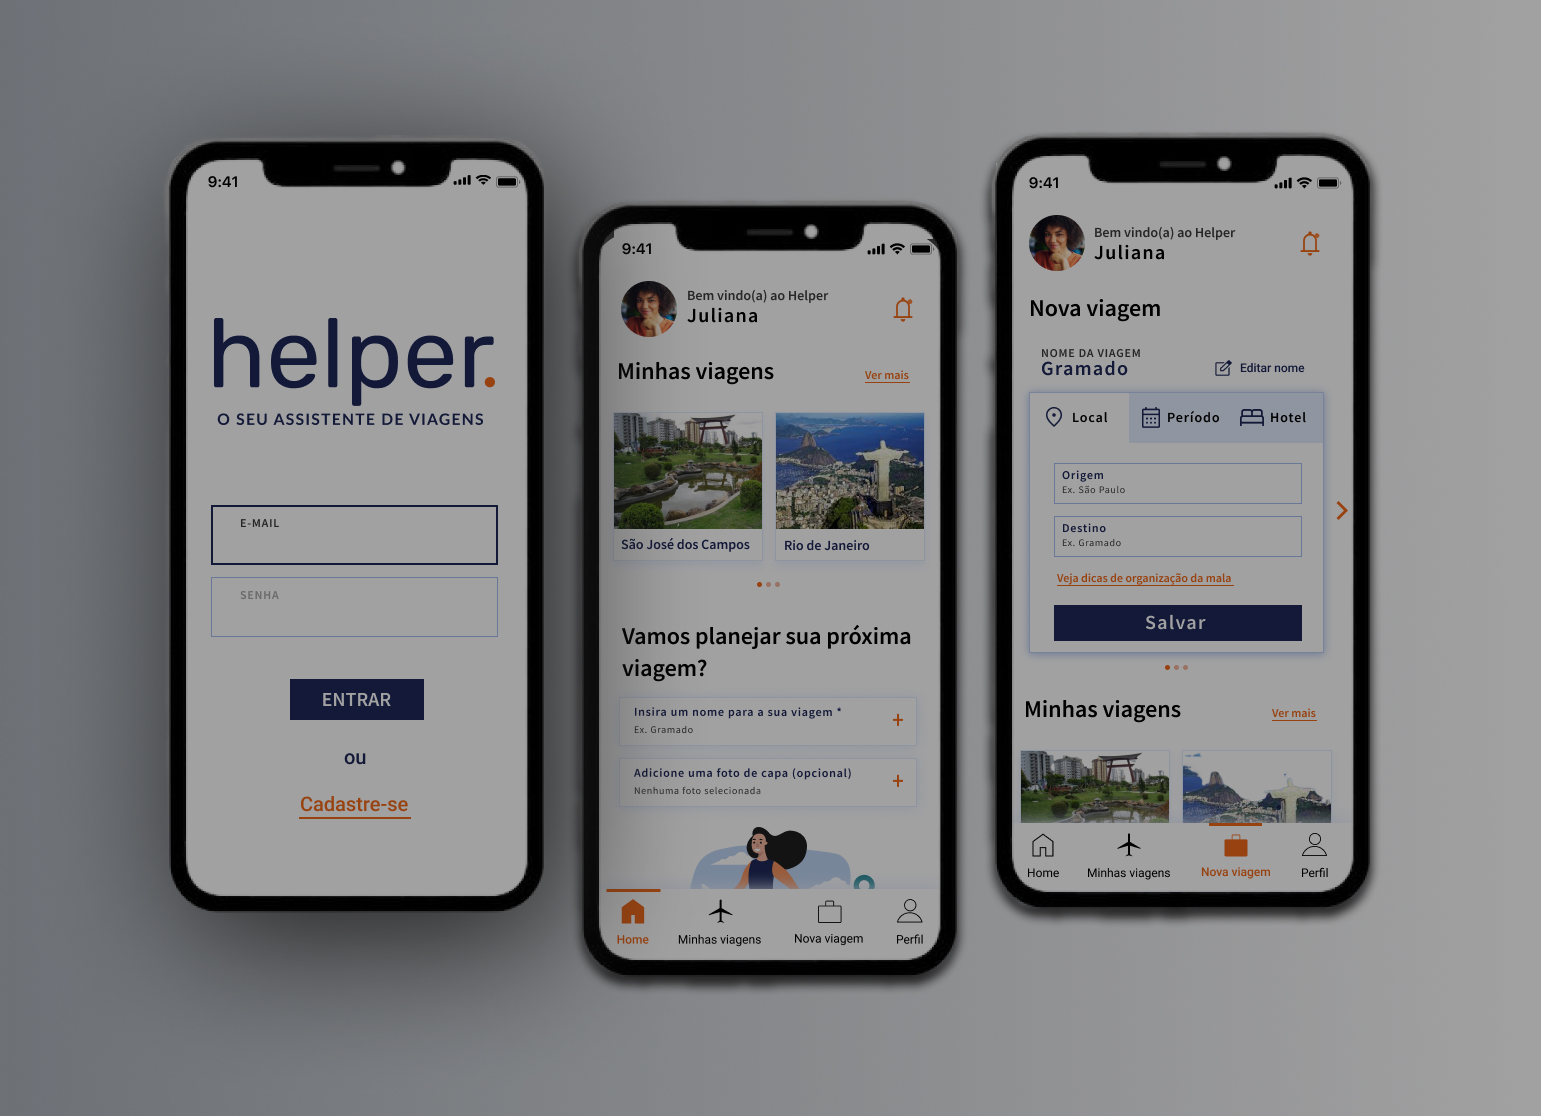 9:41
helper.
O SEU ASSISTENTE DE VIAGENS
E-MAIL
SENHA
ENTRAR
ou
Cadastre-se
9:41
Bem vindo(a) ao Helper
Juliana
Minhas viagens
Ver mais
São José dos Campos
Rio de Janeiro
Vamos planejar sua próxima
viagem?
Insira um nome para a sua viagem *
Ex. Gramado
+
Adicione uma foto de capa (opcional)
Nenhuma foto selecionada
+
Home
Minhas viagens
Nova viagem
Perfil
9:41
Bem vindo(a) ao Helper
Juliana
Nova viagem
NOME DA VIAGEM
Gramado
Editar nome
Local
Período
Hotel
Origem
Ex. São Paulo
Destino
Ex. Gramado
Veja dicas de organização da mala
Salvar
Minhas viagens
Ver mais
Home
Minhas viagens
Nova viagem
Perfil